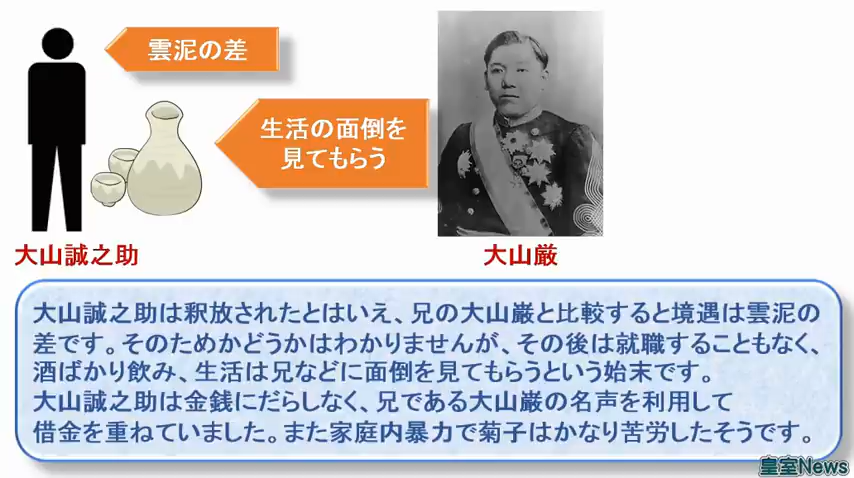 雲泥の差
生活の面倒を
見てもらう
大山誠之助
大山厳
大山誠之助は釈放されたとはいえ、兄の大山厳と比較すると境遇は雲泥の
差です。そのためかどうかはわかりませんが、その後は就職することもなく、
酒ばかり飲み、生活は兄などに面倒を見てもらうという始末です。
大山誠之助は金銭にだらしなく、兄である大山厳の名声を利用して
借金を重ねていました。また家庭内暴力で菊子はかなり苦労したそうです。
皇室News